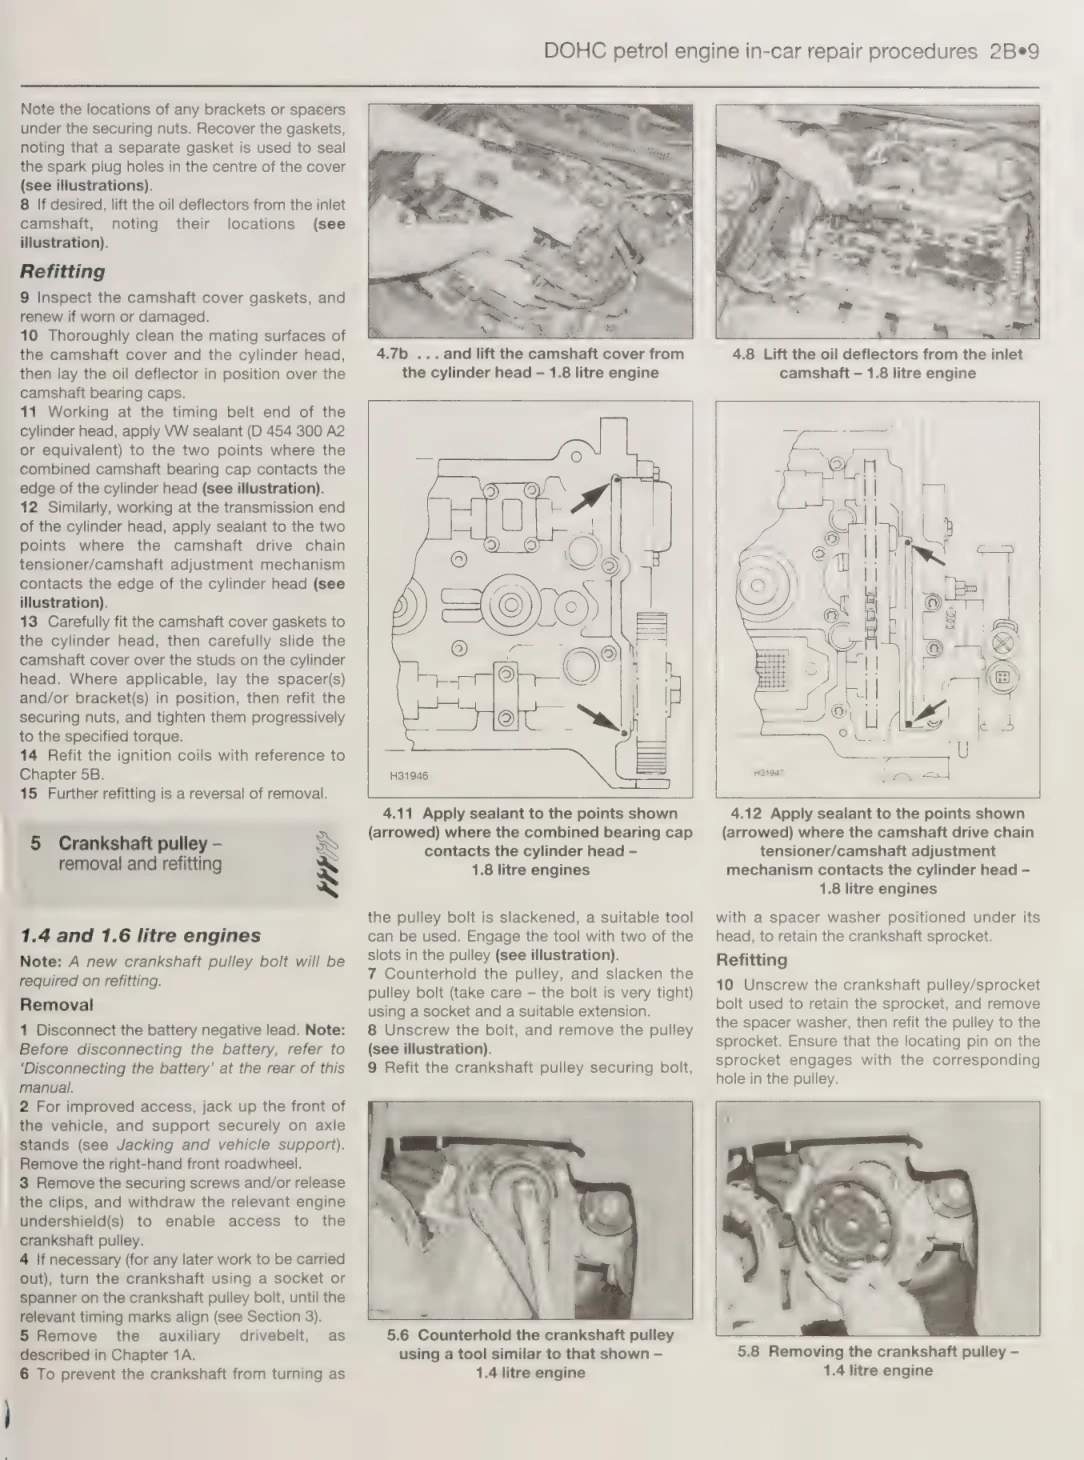 DOHC petrol engine in-car repair procedures 2B•9
Note the locations of any brackets or spacers
under the securing nuts. Recover the gaskets,
noting that a separate gasket is used to seal
the spark plug holes in the centre of the cover
(see illustrations).
8 If desired, lift the oil deflectors from the inlet
camshaft, noting their locations (see
illustration).
Refitting
9 Inspect the camshaft cover gaskets, and
renew if worn or damaged.
10 Thoroughly clean the mating surfaces of
the camshaft cover and the cylinder head,
then lay the oil deflector in position over the
camshaft bearing caps.
11 Working at the timing belt end of the
cylinder head, apply VW sealant (D 454 300 A2
or equivalent) to the two points where the
combined camshaft bearing cap contacts the
edge of the cylinder head (see illustration).
12 Similarly, working at the transmission end
of the cylinder head, apply sealant to the two
points where the camshaft drive chain
tensioner/camshaft adjustment mechanism
contacts the edge of the cylinder head (see
illustration).
13 Carefully fit the camshaft cover gaskets to
the cylinder head, then carefully slide the
camshaft cover over the studs on the cylinder
head. Where applicable, lay the spacer(s)
and/or bracket(s) in position, then refit the
securing nuts, and tighten them progressively
to the specified torque.
14 Refit the ignition coils with reference to
Chapter 5B.
15 Further refitting is a reversal of removal.
5 Crankshaft pulley –
removal and refitting
1.4 and 1.6 litre engines
Note: A new crankshaft pulley bolt will be
required on refitting.
Removal
1 Disconnect the battery negative lead. Note:
Before disconnecting the battery, refer to
'Disconnecting the battery' at the rear of this
manual.
2 For improved access, jack up the front of
the vehicle, and support securely on axle
stands (see Jacking and vehicle support).
Remove the right-hand front roadwheel.
3 Remove the securing screws and/or release
the clips, and withdraw the relevant engine
undershield(s) to enable access to the
crankshaft pulley.
4 If necessary (for any later work to be carried
out), turn the crankshaft using a socket or
spanner on the crankshaft pulley bolt, until the
relevant timing marks align (see Section 3).
5 Remove the auxiliary drivebelt, as
described in Chapter 1A.
6 To prevent the crankshaft from turning as
4.7b ... and lift the camshaft cover from
the cylinder head – 1.8 litre engine
4.8 Lift the oil deflectors from the inlet
camshaft – 1.8 litre engine
H31946
4.11 Apply sealant to the points shown
(arrowed) where the combined bearing cap
contacts the cylinder head –
1.8 litre engines
4.12 Apply sealant to the points shown
(arrowed) where the camshaft drive chain
tensioner/camshaft adjustment
mechanism contacts the cylinder head –
1.8 litre engines
the pulley bolt is slackened, a suitable tool
can be used. Engage the tool with two of the
slots in the pulley (see illustration).
7 Counterhold the pulley, and slacken the
pulley bolt (take care – the bolt is very tight)
using a socket and a suitable extension.
8 Unscrew the bolt, and remove the pulley
(see illustration).
9 Refit the crankshaft pulley securing bolt,
with a spacer washer positioned under its
head, to retain the crankshaft sprocket.
Refitting
10 Unscrew the crankshaft pulley/sprocket
bolt used to retain the sprocket, and remove
the spacer washer, then refit the pulley to the
sprocket. Ensure that the locating pin on the
sprocket engages with the corresponding
hole in the pulley.
5.6 Counterhold the crankshaft pulley
using a tool similar to that shown –
1.4 litre engine
5.8 Removing the crankshaft pulley –
1.4 litre engine